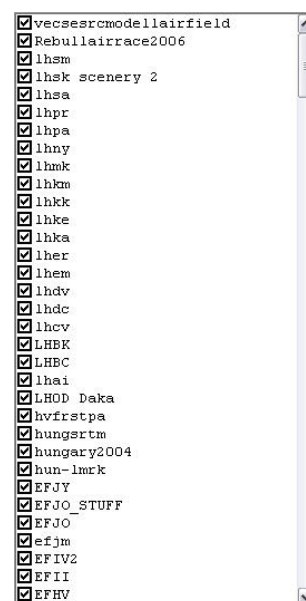 vecsesrcmodellairfield
Rebullairrace2006
lhsm
lhsk scenery 2
lhsa
lhpr
lhpa
lhny
lhmk
lhkm
lhkk
lhke
lhka
lher
lhem
lhdv
lhdc
lhcv
LHBK
LHBC
lhai
LHOD Daka
hvfrstpa
hungsrtm
hungary2004
hun-lmrk
EFJY
EFJO_STUFF
EFJO
efjm
EFIV2
EFII
EFHV